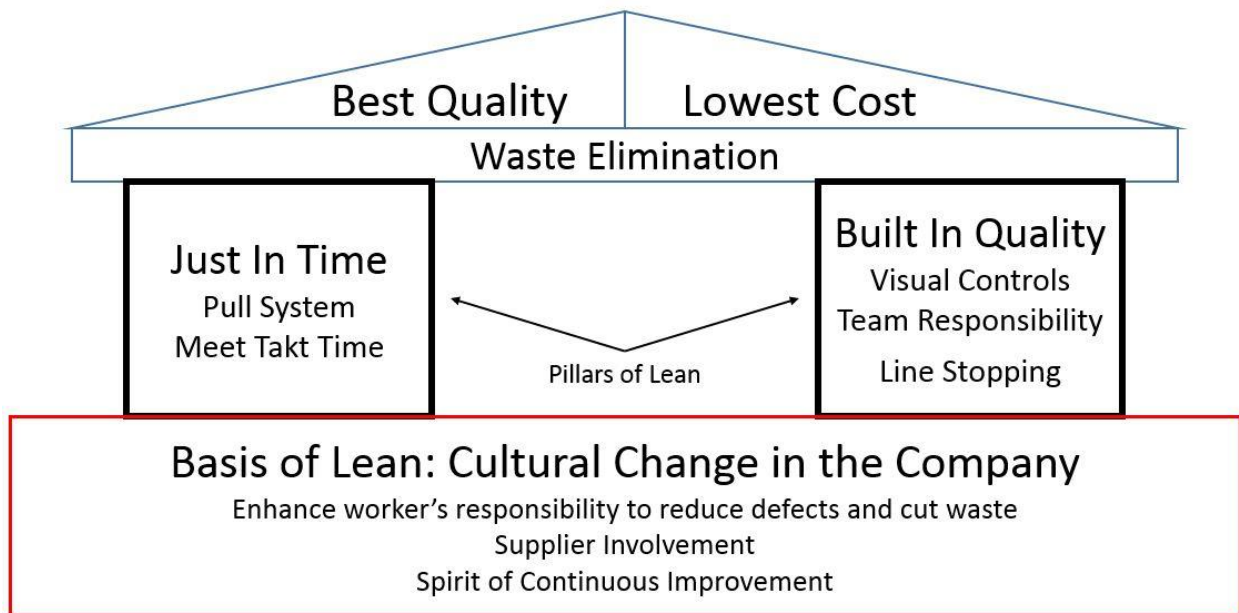 Best Quality
Lowest Cost
Waste Elimination
Just In Time
Pull System
Meet Takt Time
Pillars of Lean
Built In Quality
Visual Controls
Team Responsibility
Line Stopping
Basis of Lean: Cultural Change in the Company
Enhance worker’s responsibility to reduce defects and cut waste
Supplier Involvement
Spirit of Continuous Improvement